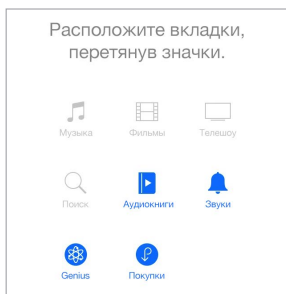 Расположите вкладки,
перетянув значки.
Музыка Фильмы Телешоу
Поиск Аудиокниги Звуки
Genius Покупки